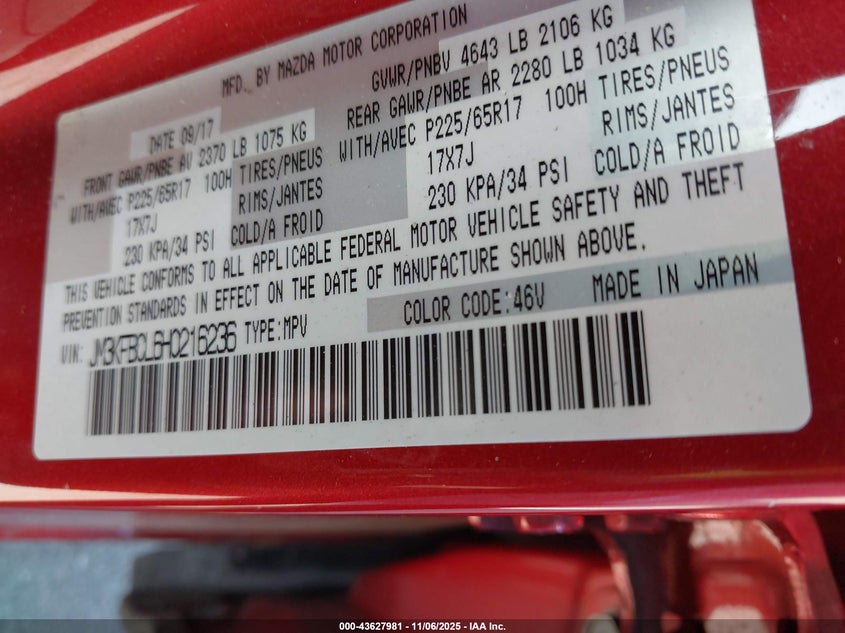 MFD. BY MAZDA MOTOR CORPORATION
DATE 09/17 GVWR/PNBV 4643 LB 2106 KG
FRONT GAWR/PNBE AV 2370 LB 1075 KG REAR GAWR/PNBE AR 2280 LB 1034 KG
WITH/AVEC P225/65R17 100H TIRES/PNEUS WITH/AVEC P225/65R17 100H TIRES/PNEUS
17X7J RIMS/JANTES 17X7J RIMS/JANTES
230 KPA/34 PSI COLD/A FROID 230 KPA/34 PSI COLD/A FROID
THIS VEHICLE CONFORMS TO ALL APPLICABLE FEDERAL MOTOR VEHICLE SAFETY AND THEFT
PREVENTION STANDARDS IN EFFECT ON THE DATE OF MANUFACTURE SHOWN ABOVE.
COLOR CODE:46V MADE IN JAPAN
VIN: JM3KFBCL6H0216236 TYPE:MPV
000-43627981 - 11/06/2025 - IAA Inc.